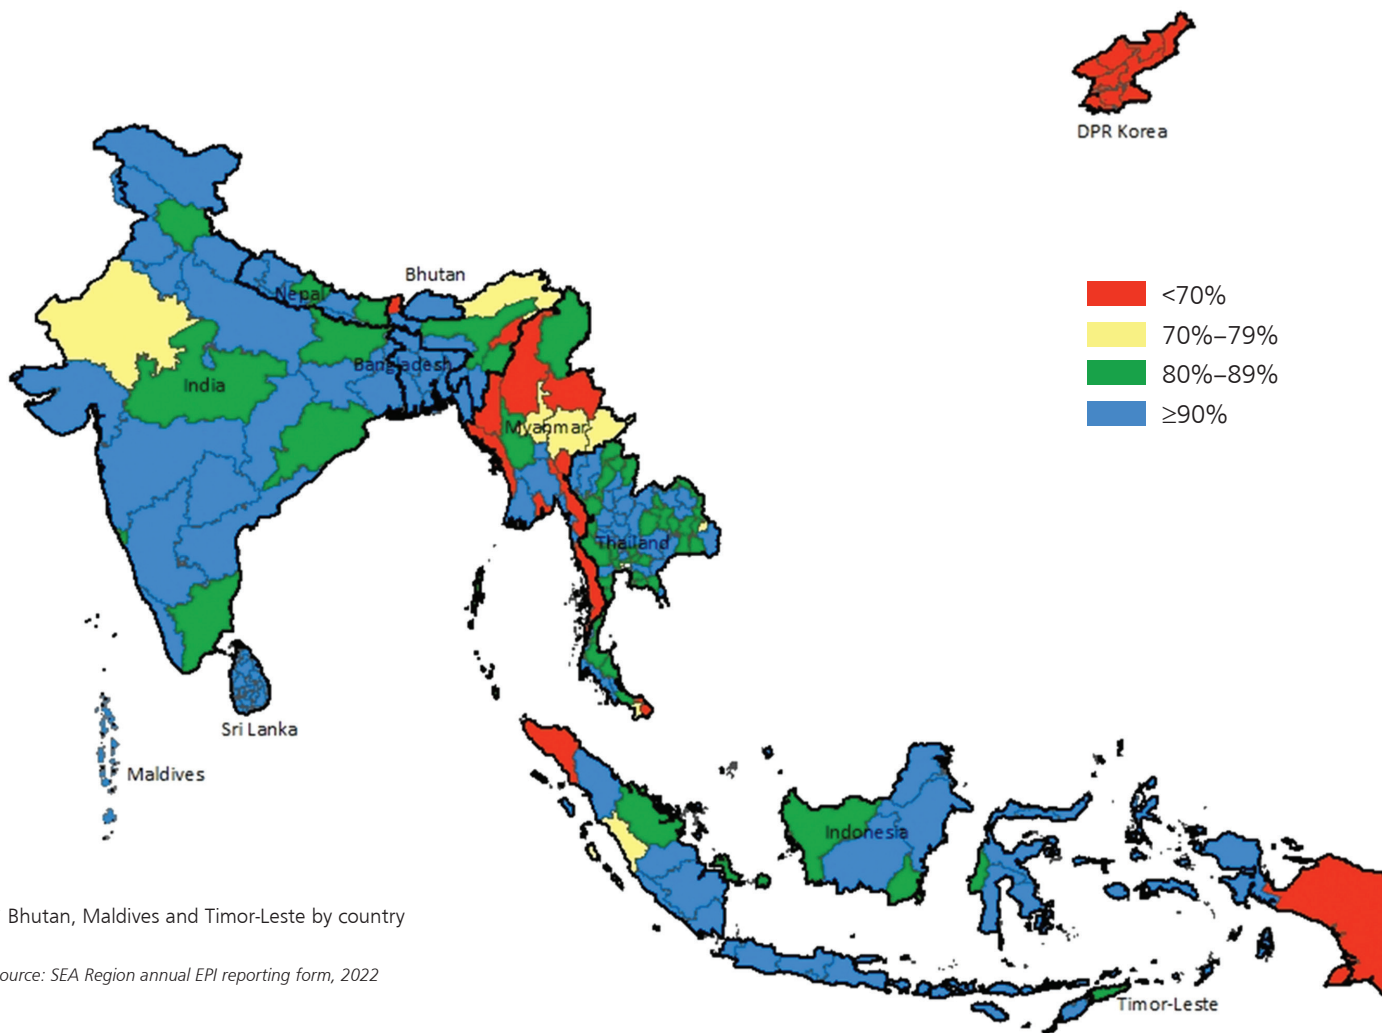 DPR Korea
<70%
70%–79%
80%–89%
≥90%
Bhutan
Nepal
Bangladesh
India
Myanmar
Thailand
Sri Lanka
Maldives
Indonesia
Timor-Leste
Bhutan, Maldives and Timor-Leste by country
ource: SEA Region annual EPI reporting form, 2022